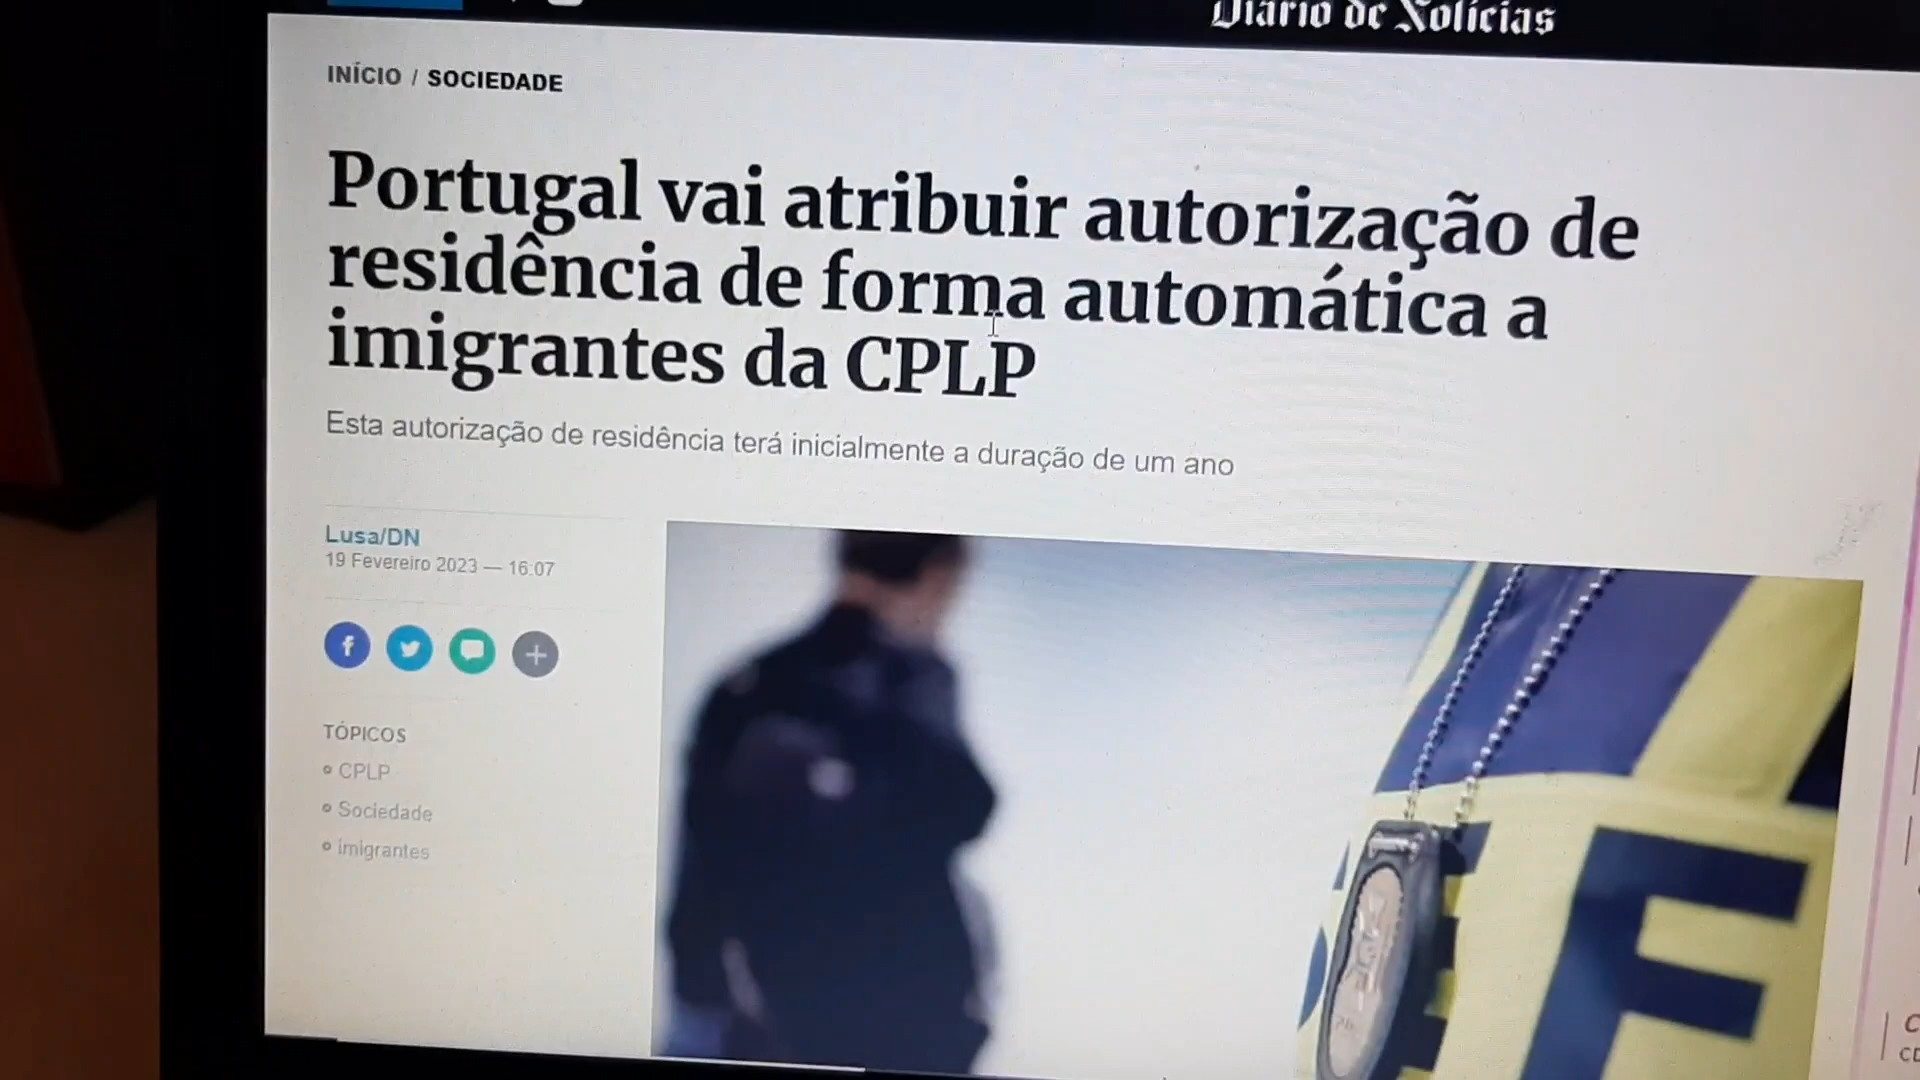 Diário de Notícias
INÍCIO / SOCIEDADE
Portugal vai atribuir autorização de
residência de forma automática a
imigrantes da CPLP
Esta autorização de residência terá inicialmente a duração de um ano
Lusa/DN
19 Fevereiro 2023 — 16:07
TÓPICOS
CPLP
Sociedade
imigrantes
EF